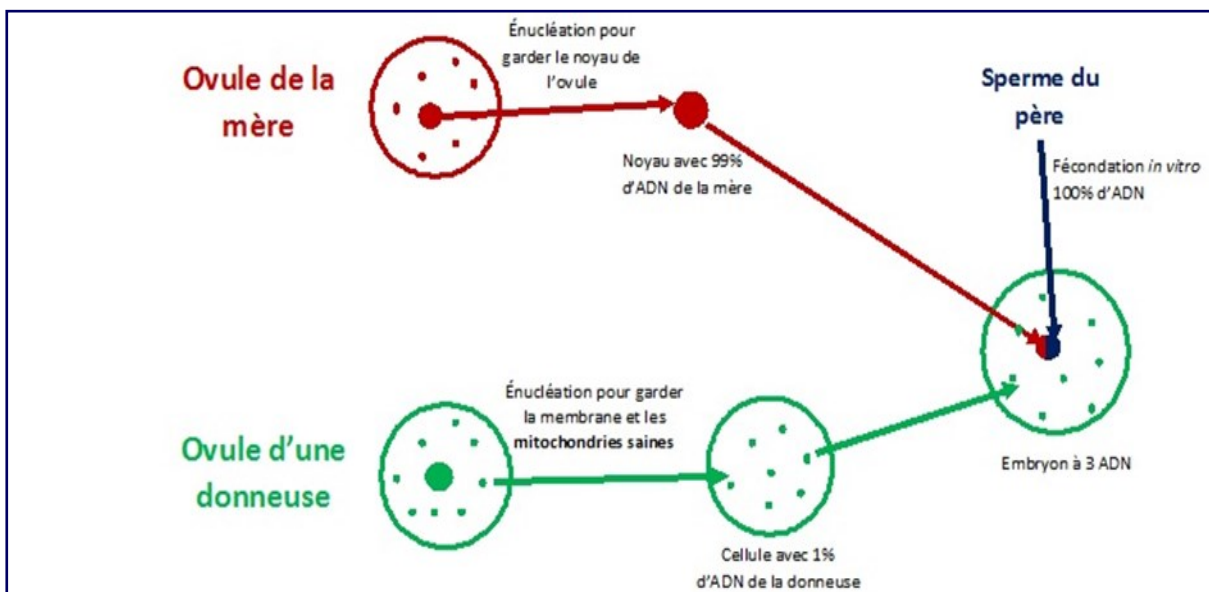 Énucléation pour
garder le noyau de
l'ovule
Ovule de la
mère
Sperme du
père
Noyau avec 99%
d'ADN de la mère
Fécondation in vitro
100% d'ADN
Énucléation pour garder
la membrane et les
mitochondries saines
Ovule d'une
donneuse
Embryon à 3 ADN
Cellule avec 1%
d'ADN de la donneuse